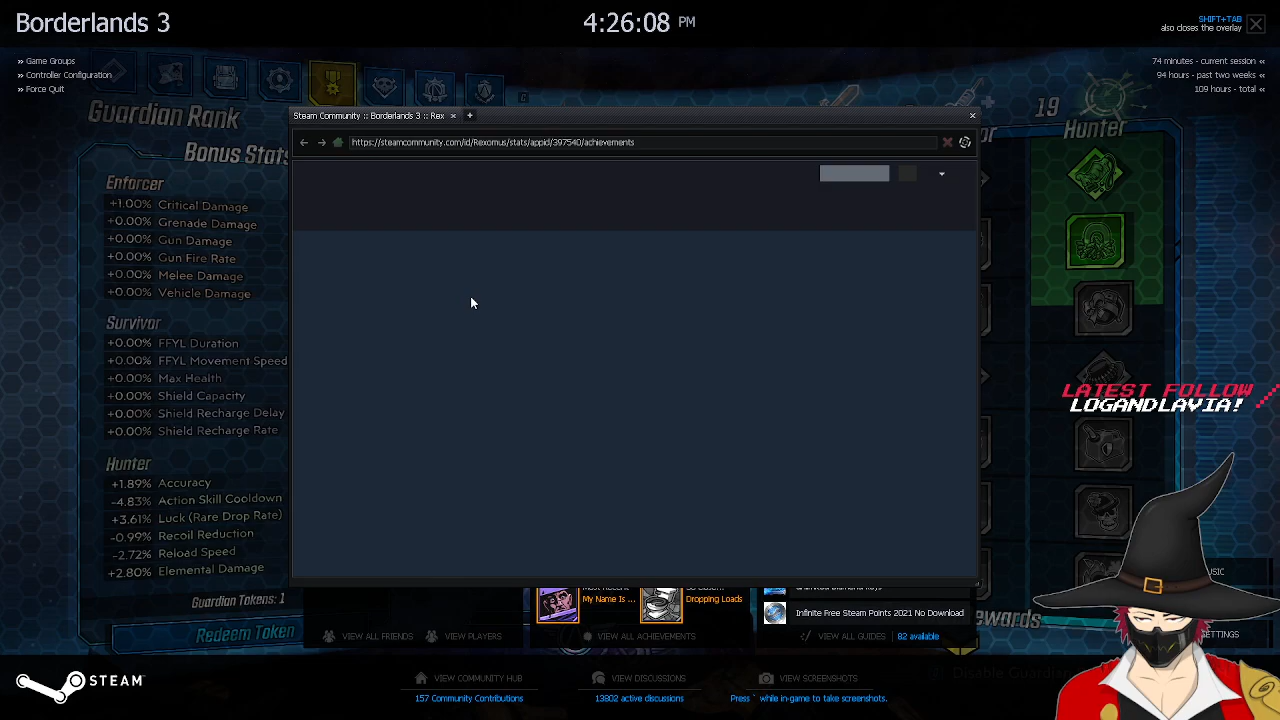 Borderlands 3
4:26:08 PM
SHIFT+TAB
also closes the overlay
» Game Groups
» Controller Configuration
» Force Quit
74 minutes - current session «
94 hours - past two weeks «
109 hours - total «
Guardian Rank
Bonus Stats
Enforcer
+1.00% Critical Damage
+0.00% Grenade Damage
+0.00% Gun Damage
+0.00% Gun Fire Rate
+0.00% Melee Damage
+0.00% Vehicle Damage
Survivor
+0.00% FFYL Duration
+0.00% FFYL Movement Speed
+0.00% Max Health
+0.00% Shield Capacity
+0.00% Shield Recharge Delay
+0.00% Shield Recharge Rate
Hunter
+1.89% Accuracy
-4.83% Action Skill Cooldown
+3.61% Luck (Rare Drop Rate)
-0.99% Recoil Reduction
-2.72% Reload Speed
+2.80% Elemental Damage
Guardian Tokens: 1
Redeem Token
Steam Community :: Borderlands 3 :: Rex
https://steamcommunity.com/id/Rexomus/stats/appid/397540/achievements
19
Hunter
LATEST FOLLOW
LOGANDLAVIA!
My Name Is ...
Dropping Loads
Infinite Free Steam Points 2021 No Download
VIEW ALL FRIENDS
VIEW PLAYERS
VIEW ALL ACHIEVEMENTS
VIEW ALL GUIDES
82 available
STEAM
VIEW COMMUNITY HUB
157 Community Contributions
VIEW DISCUSSIONS
13802 active discussions
VIEW SCREENSHOTS
Press ` while in-game to take screenshots.